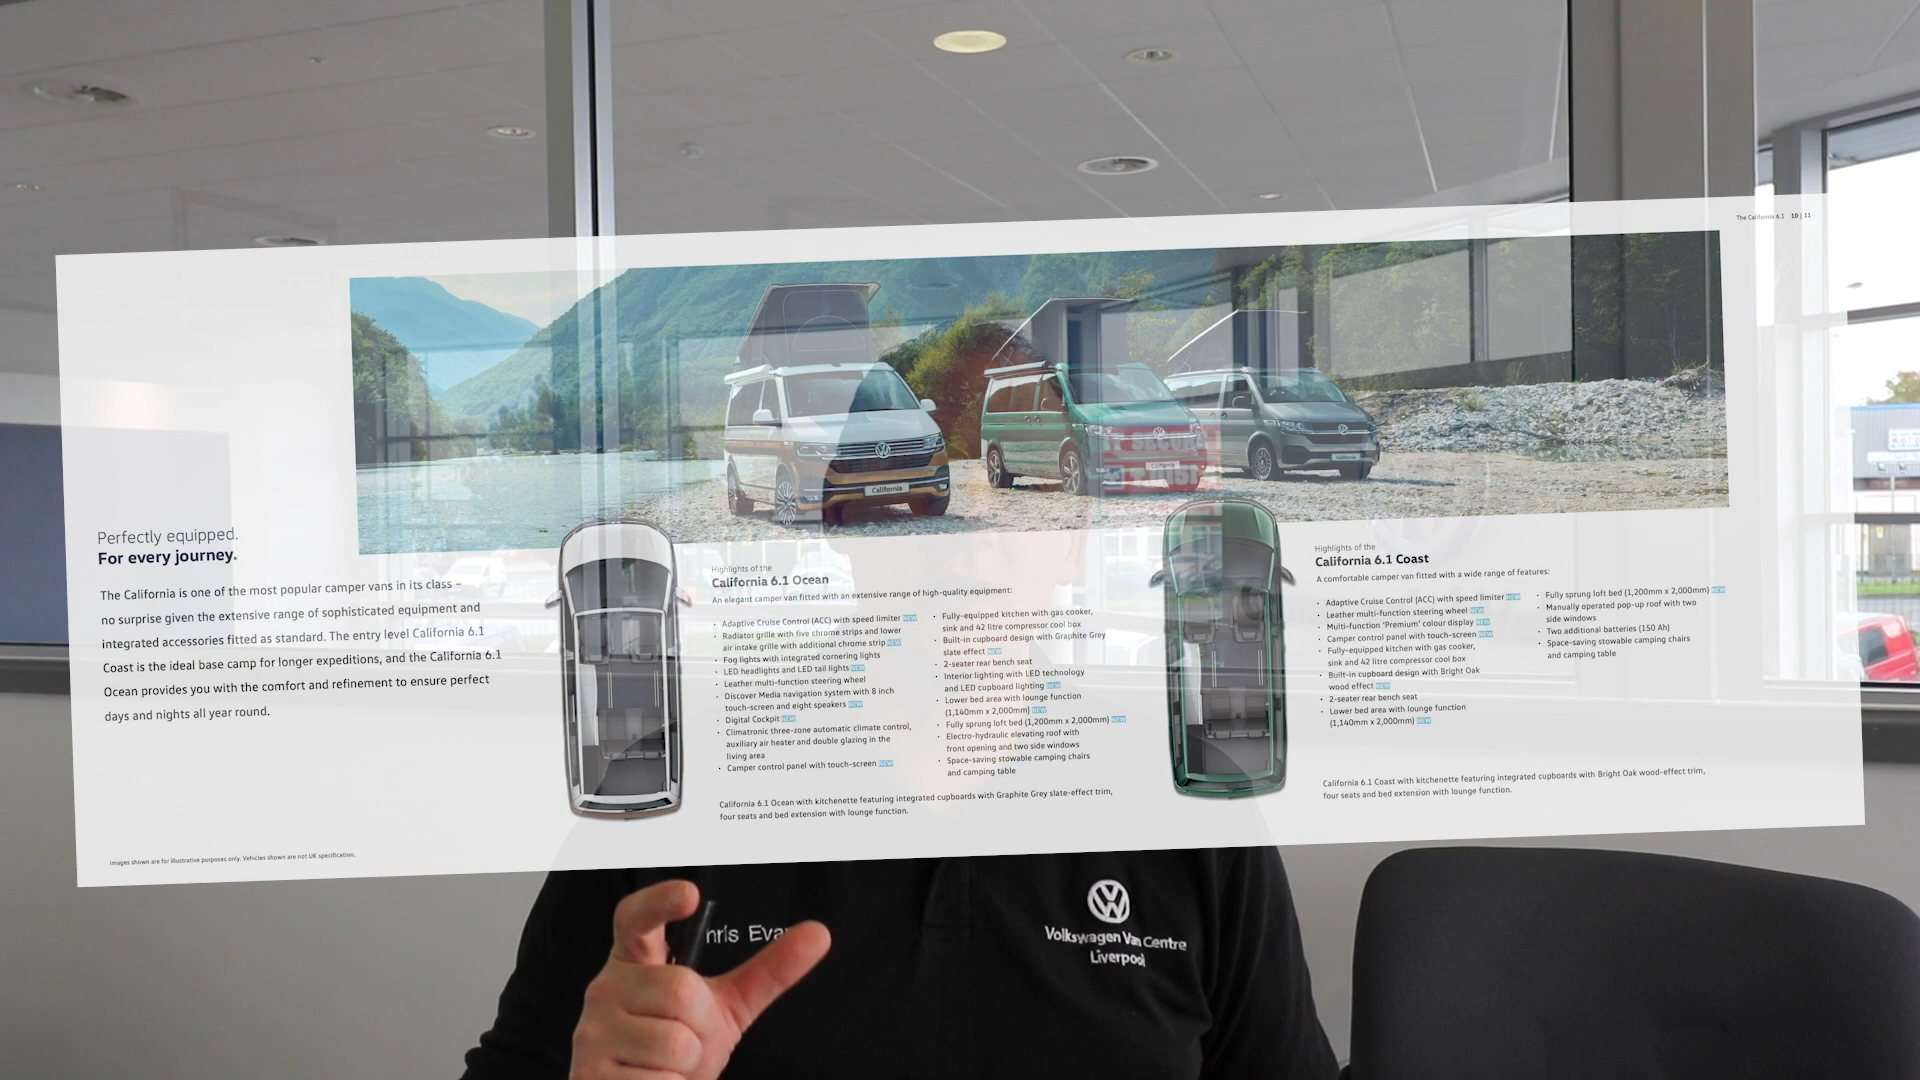 The California 6.1 10 | 11
Perfectly equipped.
For every journey.
The California is one of the most popular camper vans in its class –
no surprise given the extensive range of sophisticated equipment and
integrated accessories fitted as standard. The entry level California 6.1
Coast is the ideal base camp for longer expeditions, and the California 6.1
Ocean provides you with the comfort and refinement to ensure perfect
days and nights all year round.
Images shown are for illustrative purposes only. Vehicles shown are not UK specification.
California
California
California
Highlights of the
California 6.1 Ocean
An elegant camper van fitted with an extensive range of high-quality equipment:
· Adaptive Cruise Control (ACC) with speed limiter NEW
· Radiator grille with five chrome strips and lower
air intake grille with additional chrome strip NEW
· Fog lights with integrated cornering lights
· LED headlights and LED tail lights NEW
· Leather multi-function steering wheel
· Discover Media navigation system with 8 inch
touch-screen and eight speakers NEW
· Digital Cockpit NEW
· Climatronic three-zone automatic climate control,
auxiliary air heater and double glazing in the
living area
· Camper control panel with touch-screen NEW
· Fully-equipped kitchen with gas cooker,
sink and 42 litre compressor cool box
· Built-in cupboard design with Graphite Grey
slate effect NEW
· 2-seater rear bench seat
· Interior lighting with LED technology
and LED cupboard lighting NEW
· Lower bed area with lounge function
(1,140mm x 2,000mm) NEW
· Fully sprung loft bed (1,200mm x 2,000mm) NEW
· Electro-hydraulic elevating roof with
front opening and two side windows
· Space-saving stowable camping chairs
and camping table
California 6.1 Ocean with kitchenette featuring integrated cupboards with Graphite Grey slate-effect trim,
four seats and bed extension with lounge function.
Highlights of the
California 6.1 Coast
A comfortable camper van fitted with a wide range of features:
· Adaptive Cruise Control (ACC) with speed limiter NEW
· Leather multi-function steering wheel NEW
· Multi-function 'Premium' colour display NEW
· Camper control panel with touch-screen NEW
· Fully-equipped kitchen with gas cooker,
sink and 42 litre compressor cool box
· Built-in cupboard design with Bright Oak
wood effect NEW
· 2-seater rear bench seat
· Lower bed area with lounge function
(1,140mm x 2,000mm) NEW
· Fully sprung loft bed (1,200mm x 2,000mm) NEW
· Manually operated pop-up roof with two
side windows
· Two additional batteries (150 Ah)
· Space-saving stowable camping chairs
and camping table
California 6.1 Coast with kitchenette featuring integrated cupboards with Bright Oak wood-effect trim,
four seats and bed extension with lounge function.
hris Eva
Volkswagen Van Centre
Liverpool